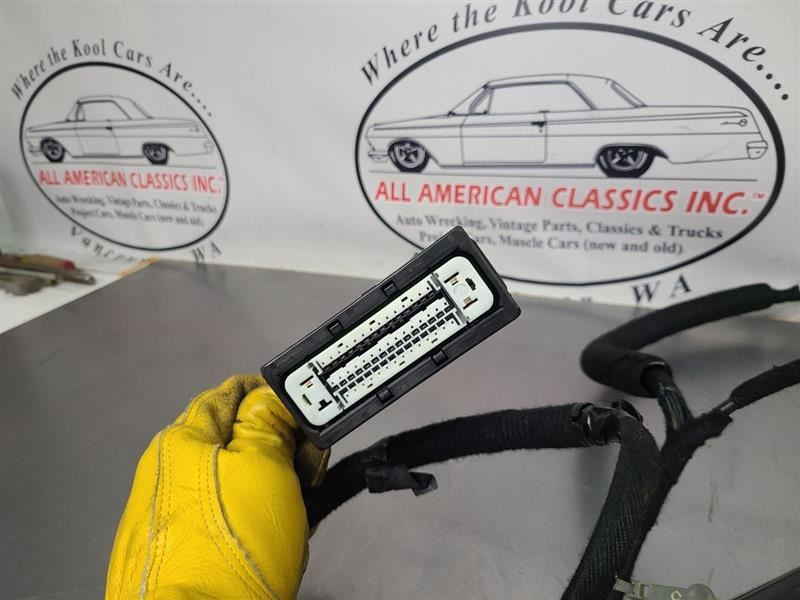 Where the Kool Cars Are....
ALL AMERICAN CLASSICS INC.
Auto Wrecking, Vintage Parts, Classics & Trucks
Project Cars, Muscle Cars (new and old)
WA
Where the Kool Cars Are....
ALL AMERICAN CLASSICS INC.™
Auto Wrecking, Vintage Parts, Classics & Trucks
Cars, Muscle Cars (new and old)
WA